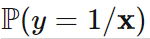 ℙ(y = 1/𝐱)